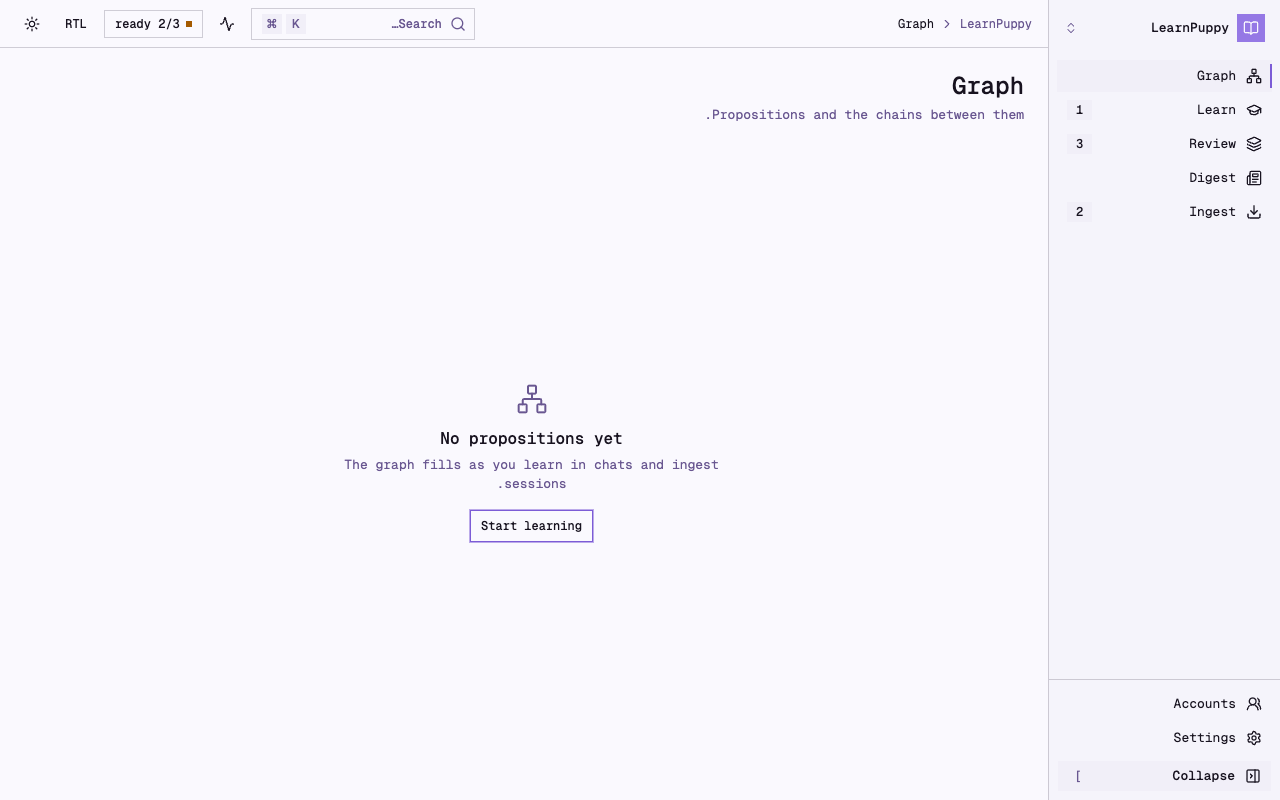 LearnPuppy
Graph
Learn 1
Review 3
Digest
Ingest 2
Accounts
Settings
Collapse [
LearnPuppy > Graph
…Search ⌘ K
ready 2/3
RTL
Graph
.Propositions and the chains between them
No propositions yet
The graph fills as you learn in chats and ingest
.sessions
Start learning